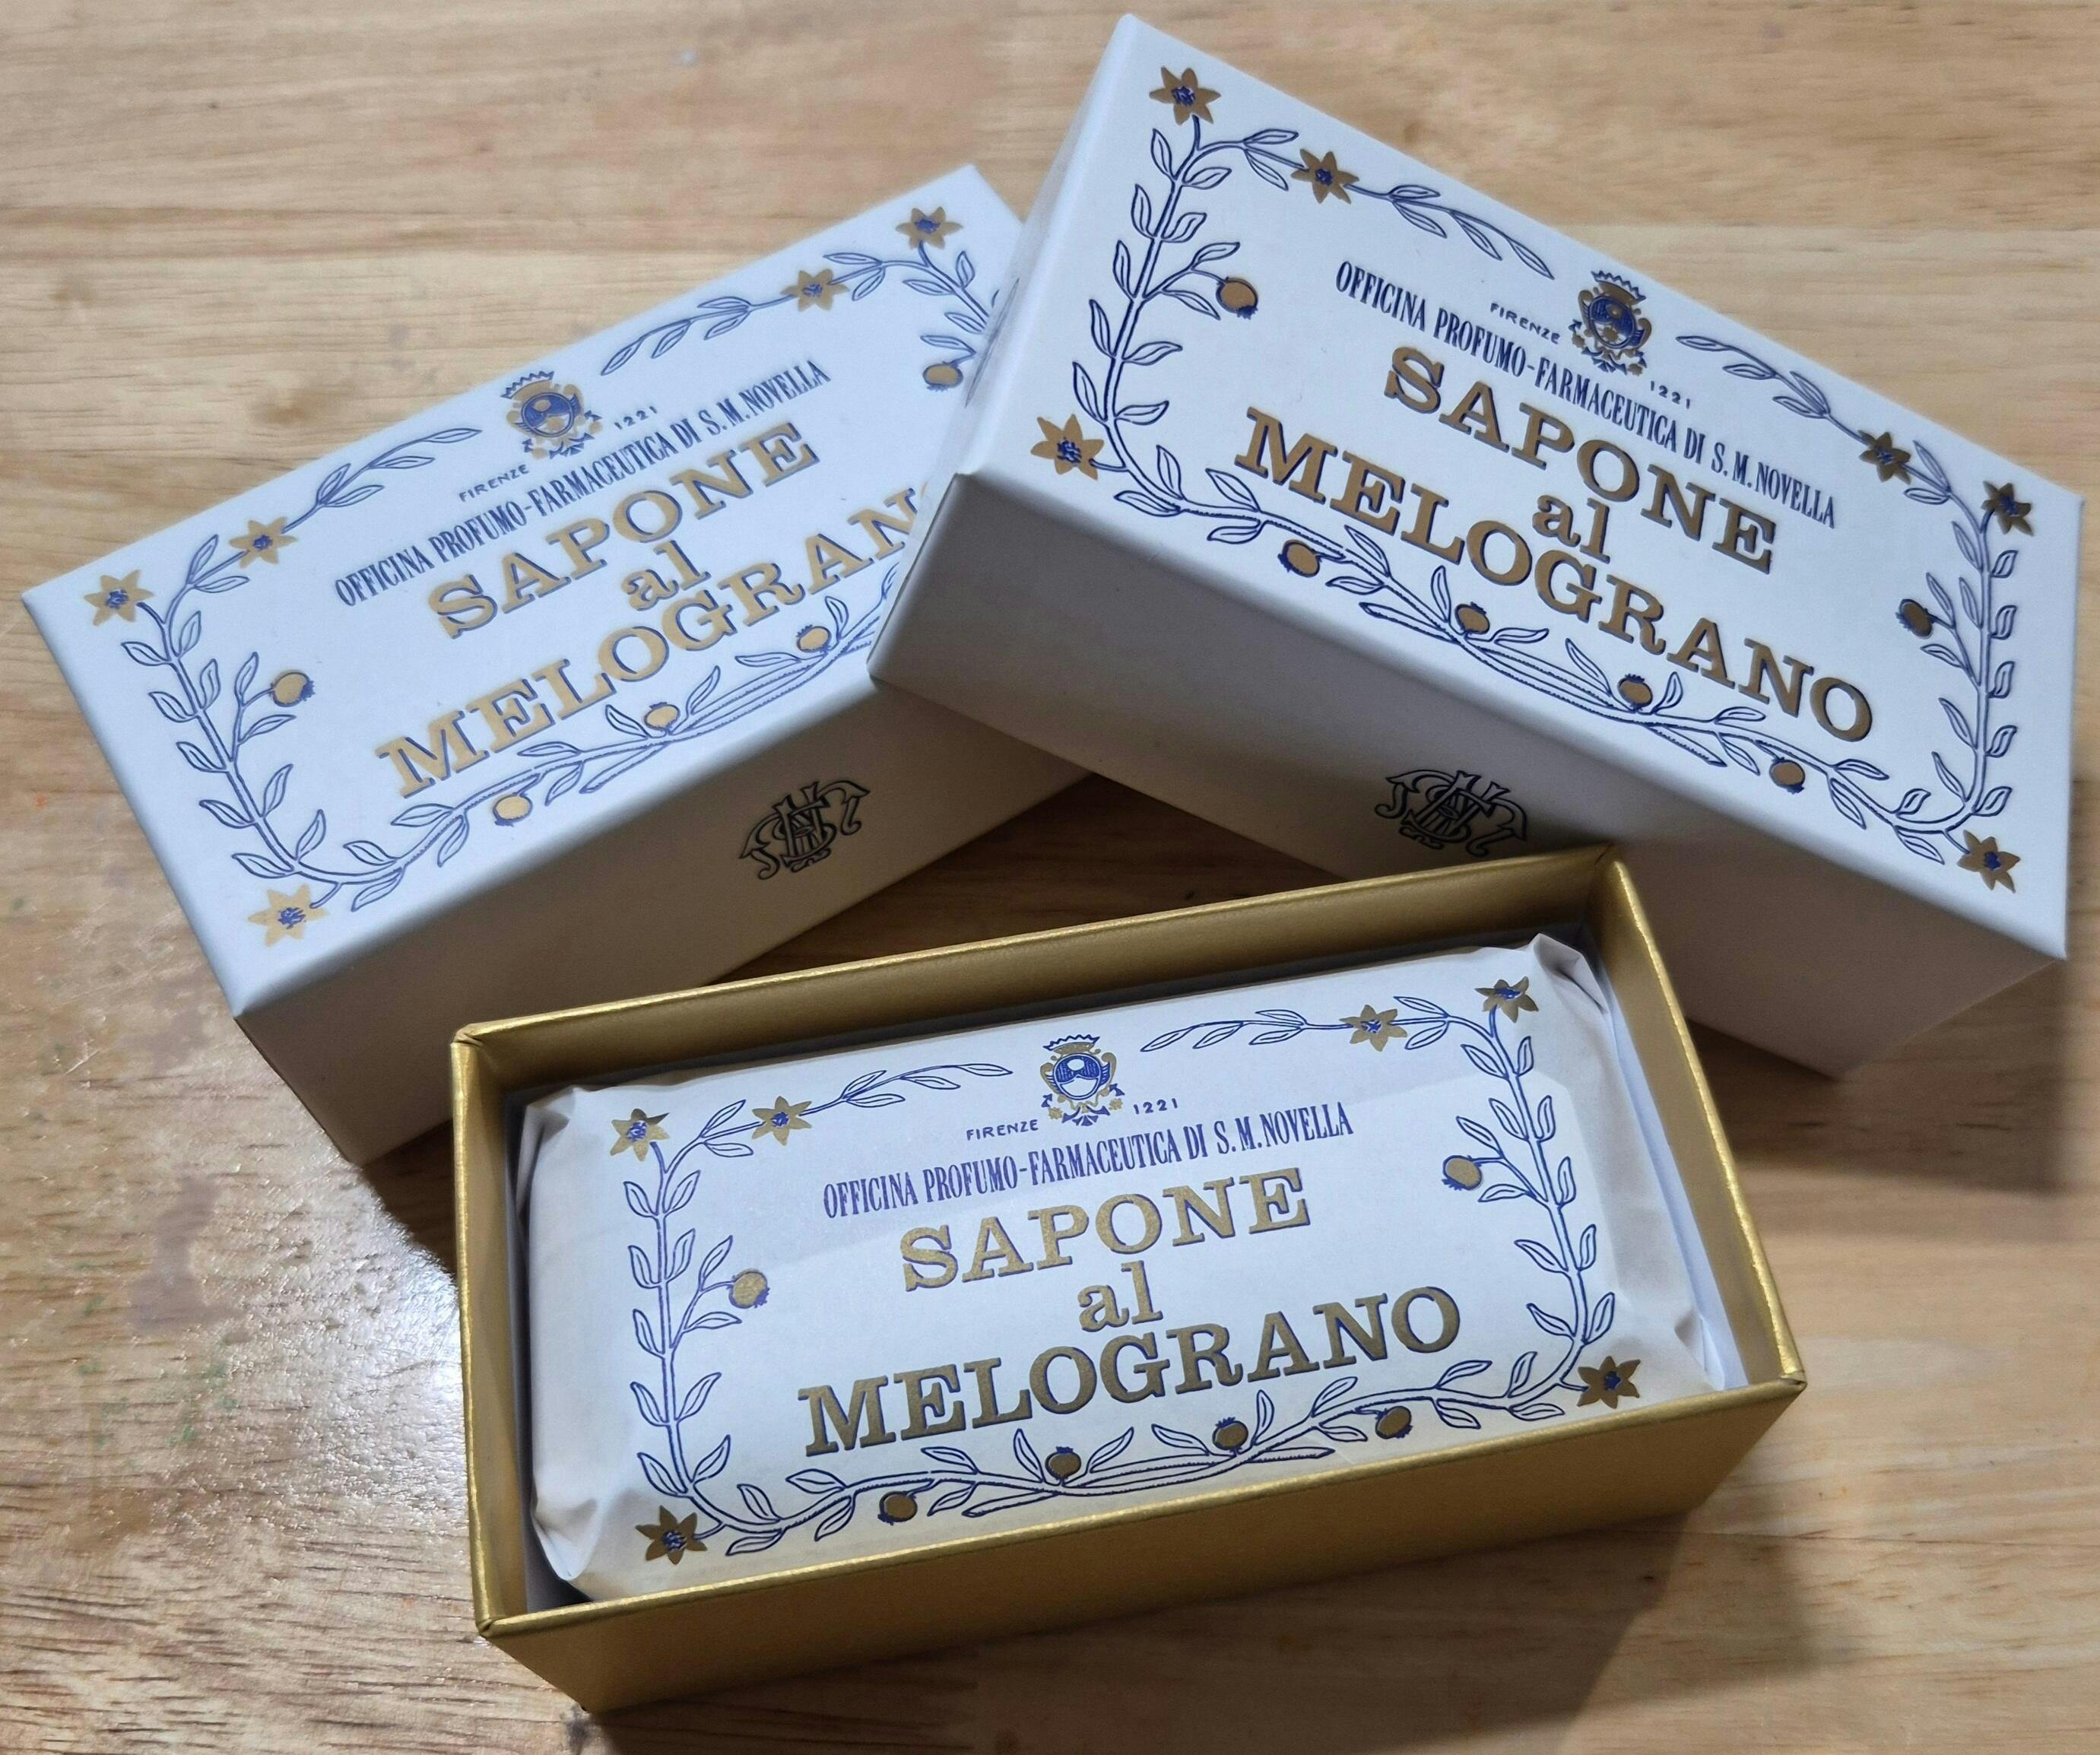 FIRENZE 1221
OFFICINA PROFUMO-FARMACEUTICA DI S. M. NOVELLA
SAPONE
al
MELOGRAN
FIRENZE 1221
OFFICINA PROFUMO-FARMACEUTICA DI S. M. NOVELLA
SAPONE
al
MELOGRANO
FIRENZE 1221
OFFICINA PROFUMO-FARMACEUTICA DI S. M. NOVELLA
SAPONE
al
MELOGRANO